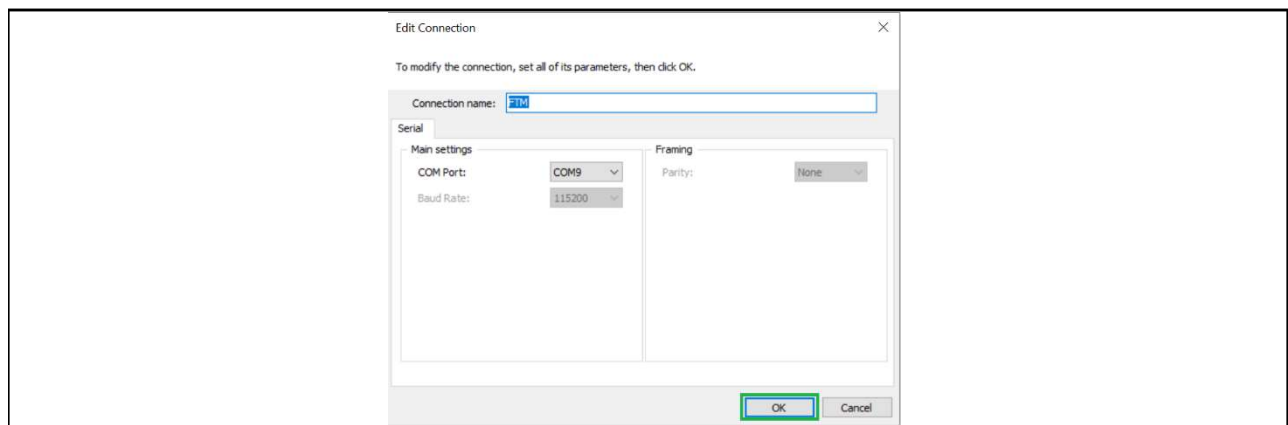 Edit Connection
To modify the connection, set all of its parameters, then click OK.
Connection name: FTM
Serial
Main settings
COM Port: COM9
Baud Rate: 115200
Framing
Parity: None
OK Cancel